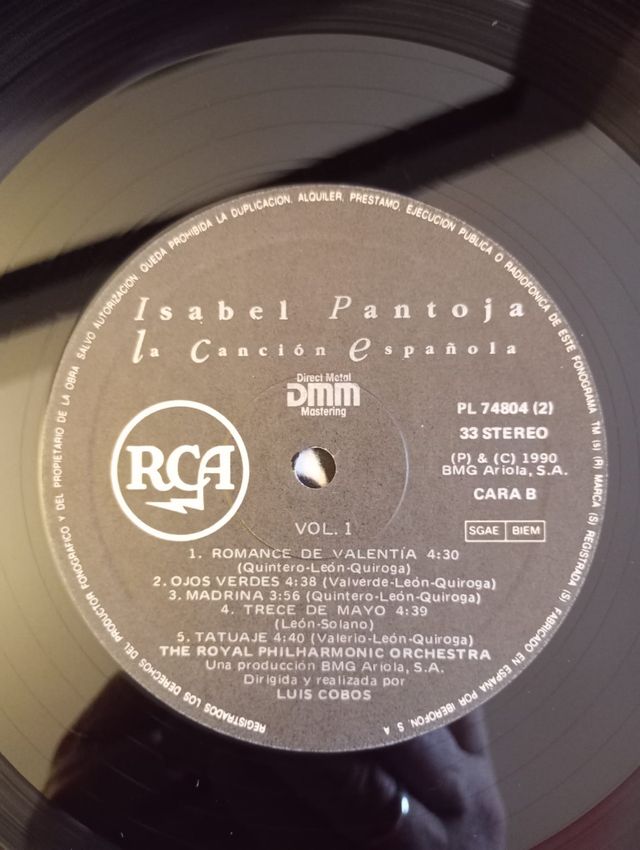 REGISTRADOS LOS DERECHOS DEL PRODUCTOR FONOGRAFICO Y DEL PROPIETARIO DE LA OBRA. SALVO AUTORIZACION QUEDA PROHIBIDA LA DUPLICACION, ALQUILER, PRESTAMO, EJECUCION PUBLICA O RADIOFONICA DE ESTE FONOGRAMA TM (S) (R) MARCA (S) REGISTRADA (S) FABRICADO EN ESPAÑA POR IBEROFON, S. A.
Isabel Pantoja
la Canción española
Direct Metal
DMM
Mastering
PL 74804 (2)
33 STEREO
(P) & (C) 1990
BMG Ariola, S.A.
CARA B
RCA
SGAE BIEM
VOL. 1
1. ROMANCE DE VALENTÍA 4:30
(Quintero-León-Quiroga)
2. OJOS VERDES 4:38 (Valverde-León-Quiroga)
3. MADRINA 3:56 (Quintero-León-Quiroga)
4. TRECE DE MAYO 4:39
(León-Solano)
5. TATUAJE 4:40 (Valerio-León-Quiroga)
THE ROYAL PHILHARMONIC ORCHESTRA
Una producción BMG Ariola, S.A.
Dirigida y realizada por
LUIS COBOS